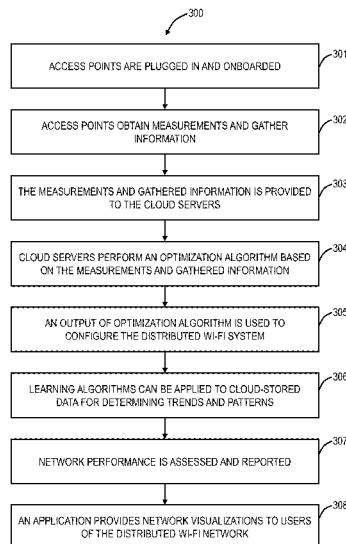 300
301
ACCESS POINTS ARE PLUGGED IN AND ONBOARDED
302
ACCESS POINTS OBTAIN MEASUREMENTS AND GATHER
INFORMATION
303
THE MEASUREMENTS AND GATHERED INFORMATION IS PROVIDED
TO THE CLOUD SERVERS
304
CLOUD SERVERS PERFORM AN OPTIMIZATION ALGORITHM BASED
ON THE MEASUREMENTS AND GATHERED INFORMATION
305
AN OUTPUT OF OPTIMIZATION ALGORITHM IS USED TO
CONFIGURE THE DISTRIBUTED WI-FI SYSTEM
306
LEARNING ALGORITHMS CAN BE APPLIED TO CLOUD-STORED
DATA FOR DETERMINING TRENDS AND PATTERNS
307
NETWORK PERFORMANCE IS ASSESSED AND REPORTED
308
AN APPLICATION PROVIDES NETWORK VISUALIZATIONS TO USERS
OF THE DISTRIBUTED WI-FI NETWORK